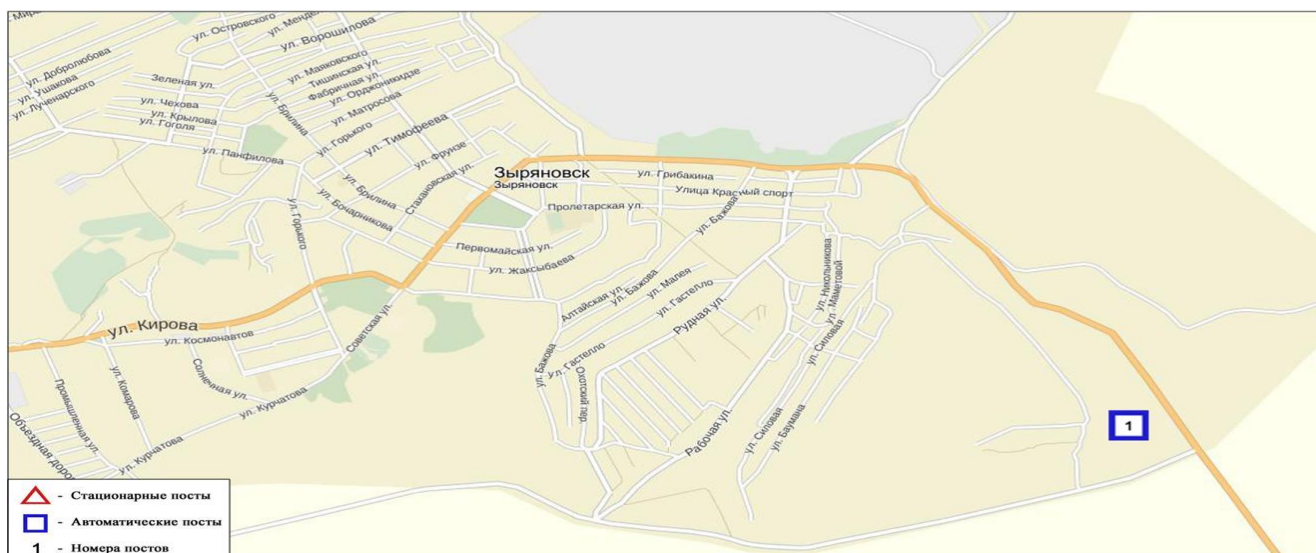 ул. Островского
ул. Ворошилова
ул. Добролюбова
ул. Ушакова
ул. Лученарского
Зеленая ул.
ул. Чехова
ул. Крылова
ул. Гоголя
ул. Панфилова
ул. Брилина
ул. Маяковского
Тишинская ул.
Фабричная ул.
ул. Орджоникидзе
ул. Матросова
ул. Горького
ул. Тимофеева
ул. Фрунзе
Стахановская ул.
Зыряновск
Зыряновск
ул. Грибакина
Улица Красный спорт
Пролетарская ул.
ул. Бажова
ул. Брилина
ул. Бочарникова
ул. Горького
Первомайская ул.
ул. Жаксыбаева
Алтайская ул.
ул. Бажова
ул. Малея
ул. Гастелло
Рудная ул.
ул. Никольникова
ул. Маметовой
ул. Силовая
ул. Кирова
ул. Космонавтов
Советская ул.
Солнечная ул.
ул. Комарова
Промышленная ул.
ул. Курчатова
ул. Курчатова
ул. Бажова
ул. Гастелло
Охотский пер.
Рабочая ул.
ул. Силовая
ул. Баумана
1
- Стационарные посты
- Автоматические посты
1 - Номера постов